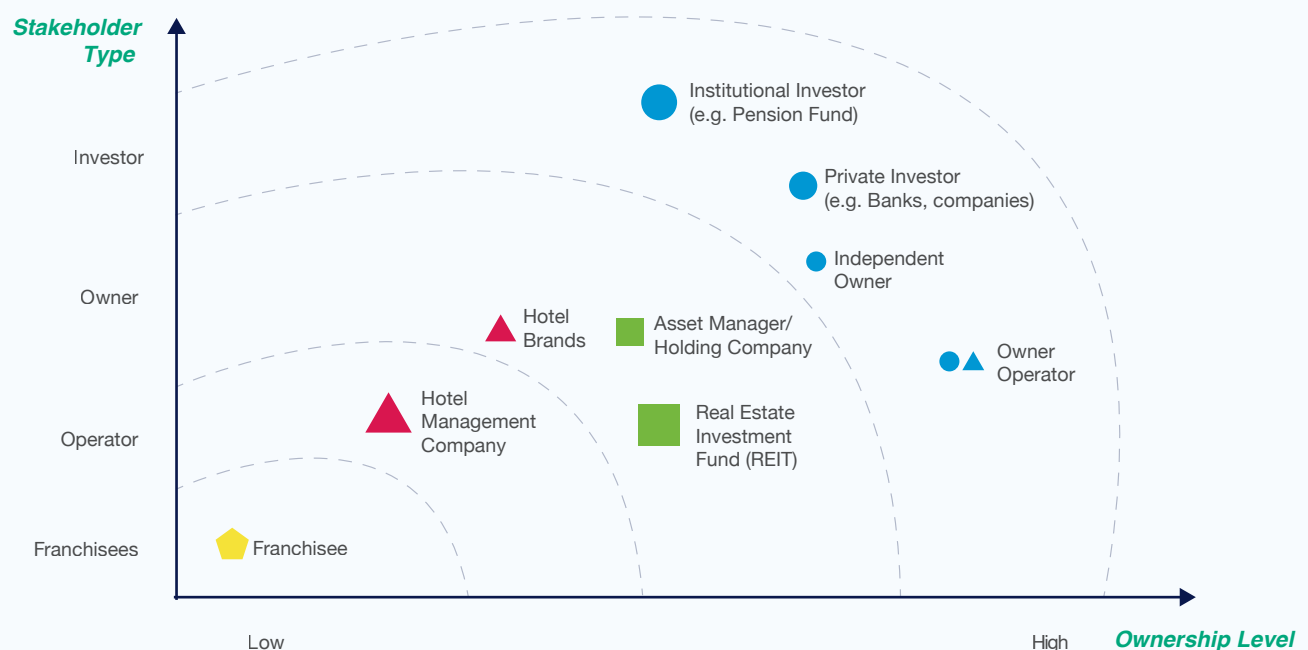 Stakeholder
Type
Investor
Owner
Operator
Franchisees
Institutional Investor
(e.g. Pension Fund)
Private Investor
(e.g. Banks, companies)
Independent
Owner
Hotel
Brands
Asset Manager/
Holding Company
Owner
Operator
Hotel
Management
Company
Real Estate
Investment
Fund (REIT)
Franchisee
Low
High
Ownership Level